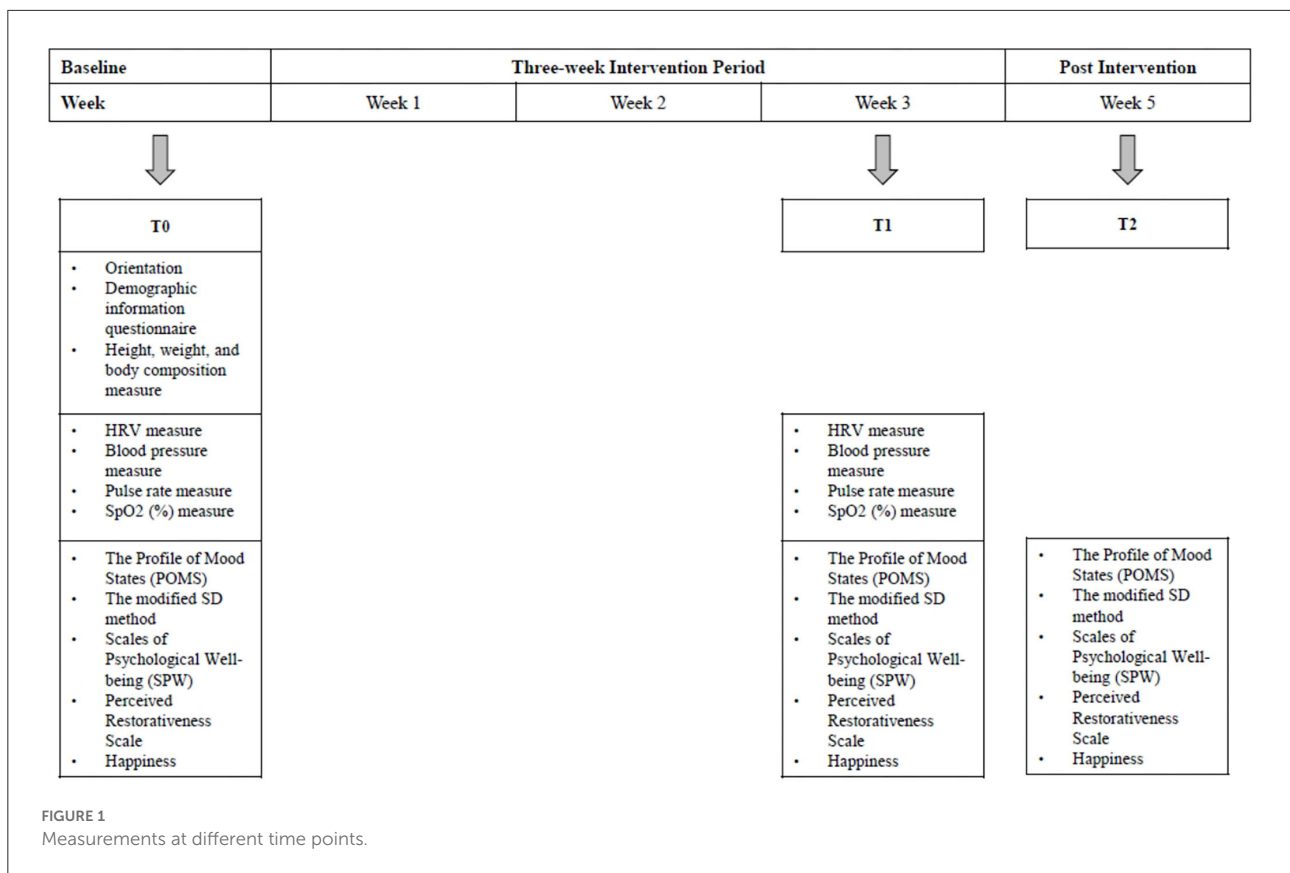 Baseline
Three-week Intervention Period
Post Intervention
Week
Week 1
Week 2
Week 3
Week 5
T0
• Orientation
• Demographic
information
questionnaire
• Height, weight, and
body composition
measure
• HRV measure
• Blood pressure
measure
• Pulse rate measure
• SpO2 (%) measure
• The Profile of Mood
States (POMS)
• The modified SD
method
• Scales of
Psychological Well-
being (SPW)
• Perceived
Restorativeness
Scale
• Happiness
T1
• HRV measure
• Blood pressure
measure
• Pulse rate measure
• SpO2 (%) measure
• The Profile of Mood
States (POMS)
• The modified SD
method
• Scales of
Psychological Well-
being (SPW)
• Perceived
Restorativeness
Scale
• Happiness
T2
• The Profile of Mood
States (POMS)
• The modified SD
method
• Scales of
Psychological Well-
being (SPW)
• Perceived
Restorativeness
Scale
• Happiness
FIGURE 1
Measurements at different time points.